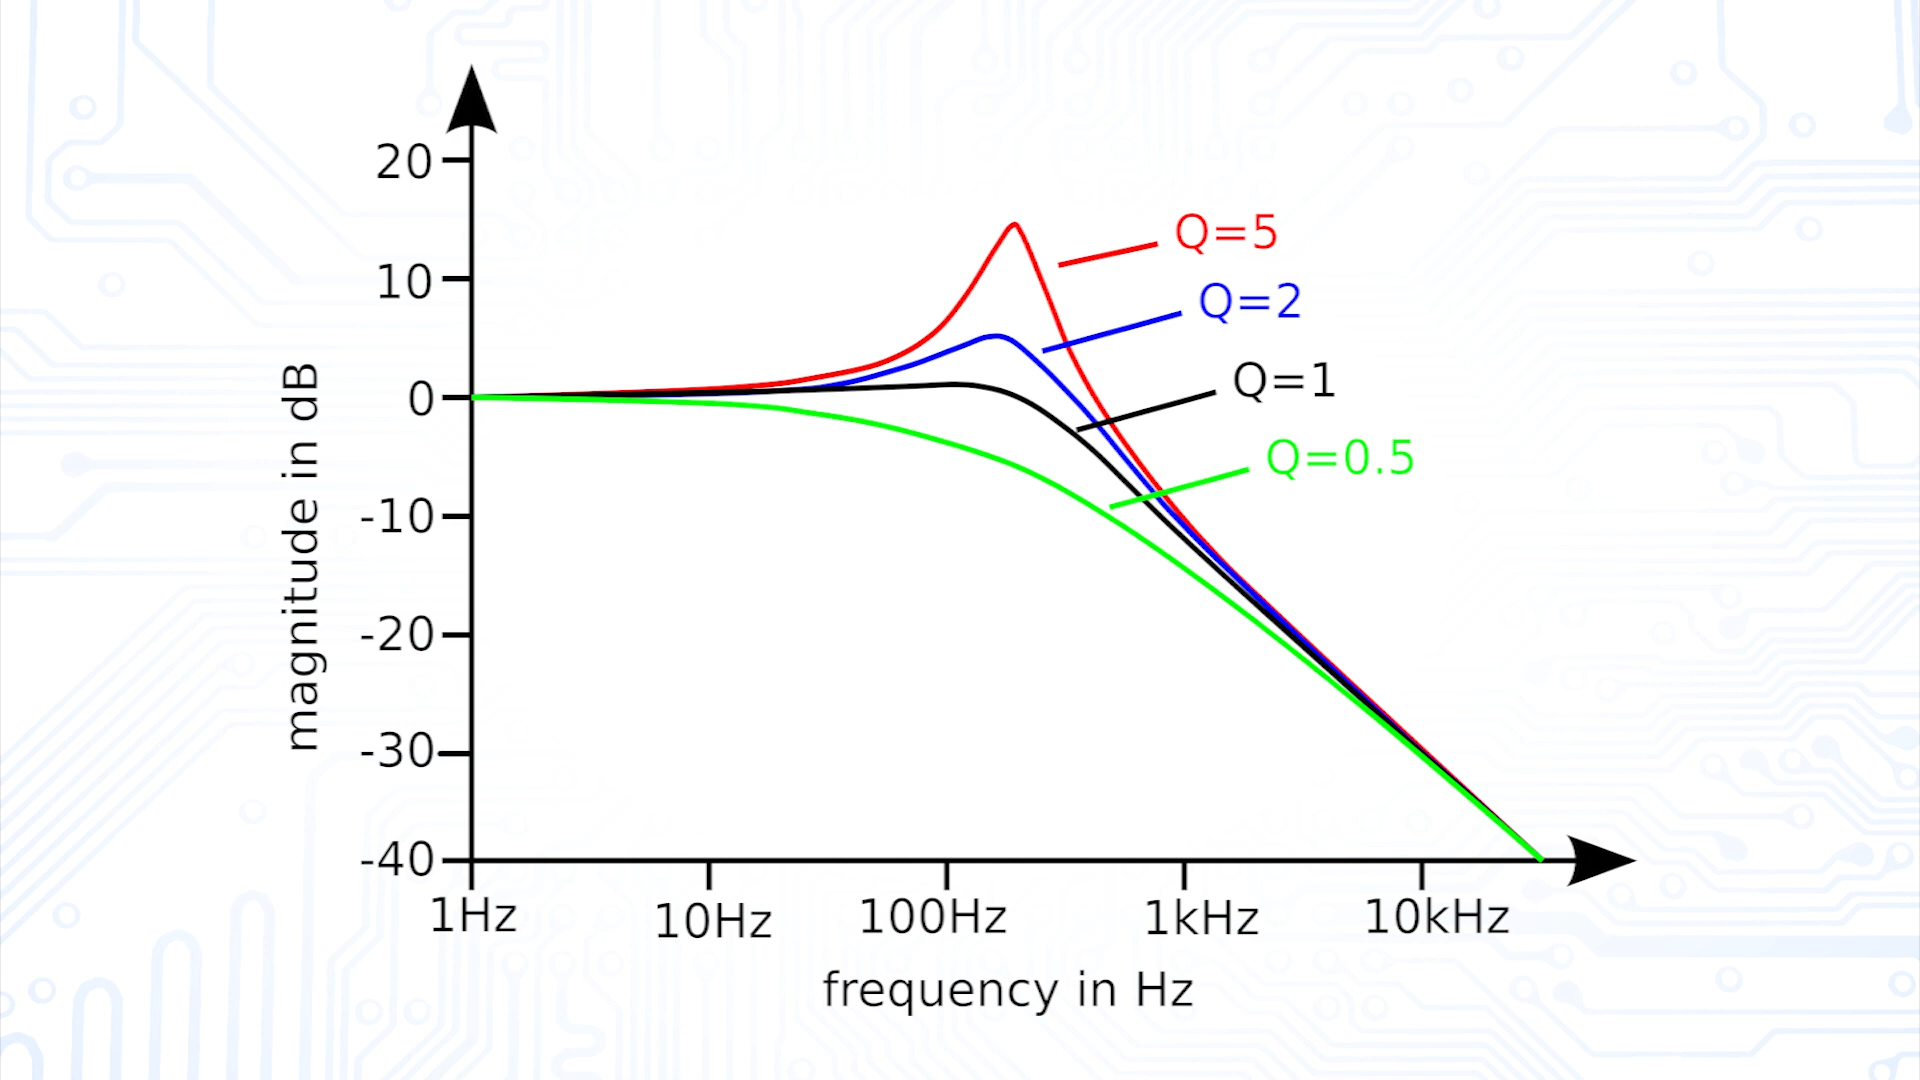 20
10
0
-10
-20
-30
-40
magnitude in dB
Q=5
Q=2
Q=1
Q=0.5
1Hz
10Hz
100Hz
1kHz
10kHz
frequency in Hz